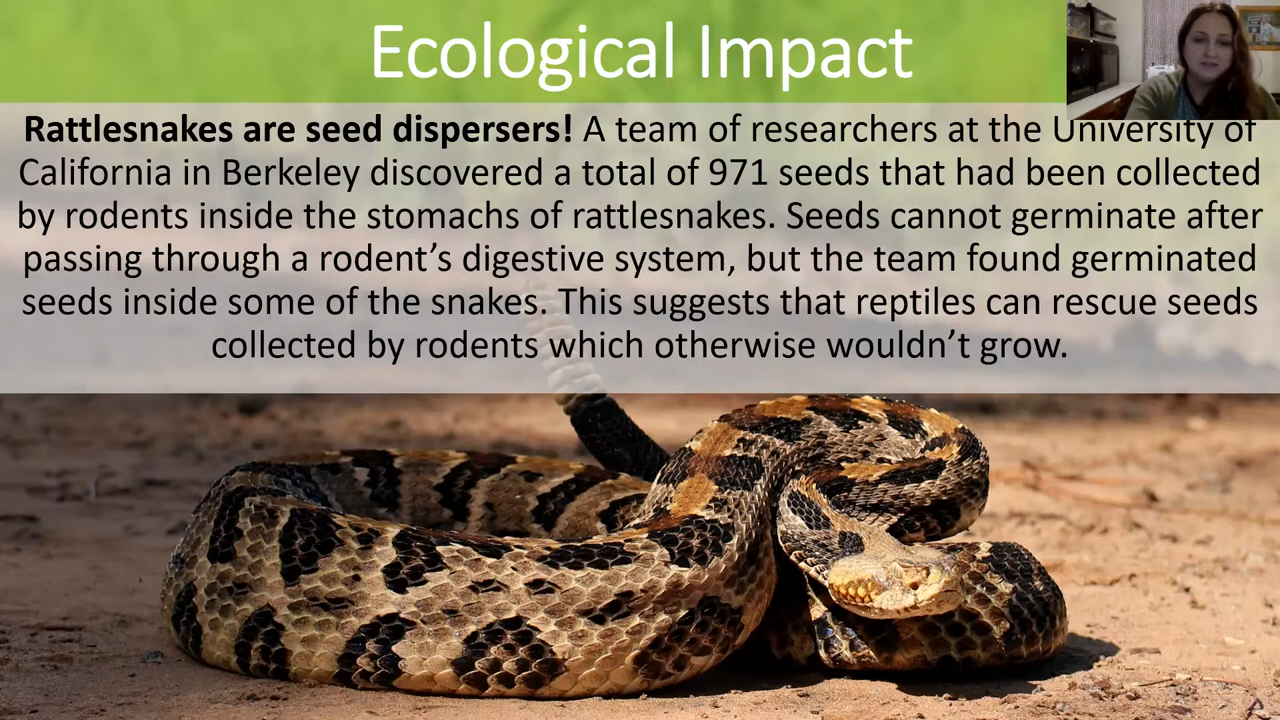 Ecological Impact
Rattlesnakes are seed dispersers! A team of researchers at the University of
California in Berkeley discovered a total of 971 seeds that had been collected
by rodents inside the stomachs of rattlesnakes. Seeds cannot germinate after
passing through a rodent’s digestive system, but the team found germinated
seeds inside some of the snakes. This suggests that reptiles can rescue seeds
collected by rodents which otherwise wouldn’t grow.